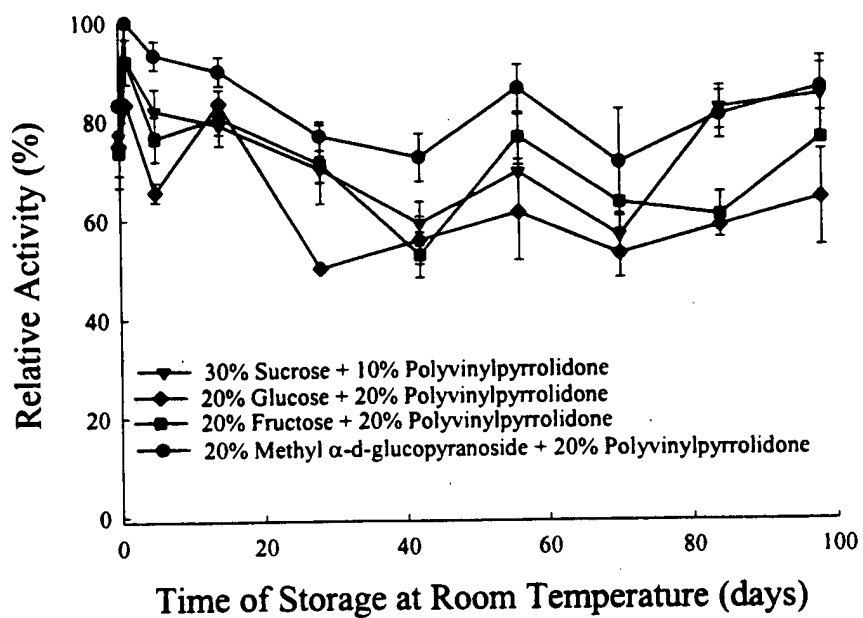 100
80
60
40
20
0
Relative Activity (%)
30% Sucrose + 10% Polyvinylpyrrolidone
20% Glucose + 20% Polyvinylpyrrolidone
20% Fructose + 20% Polyvinylpyrrolidone
20% Methyl α-d-glucopyranoside + 20% Polyvinylpyrrolidone
0 20 40 60 80 100
Time of Storage at Room Temperature (days)